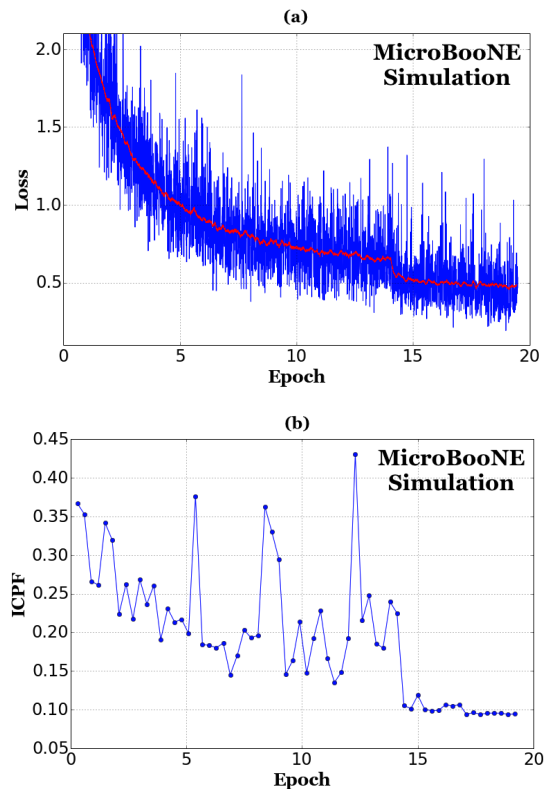 (a)
MicroBooNE
Simulation
2.0
1.5
1.0
0.5
Loss
0 5 10 15 20
Epoch
(b)
MicroBooNE
Simulation
0.45
0.40
0.35
0.30
0.25
0.20
0.15
0.10
0.05
ICPF
0 5 10 15 20
Epoch